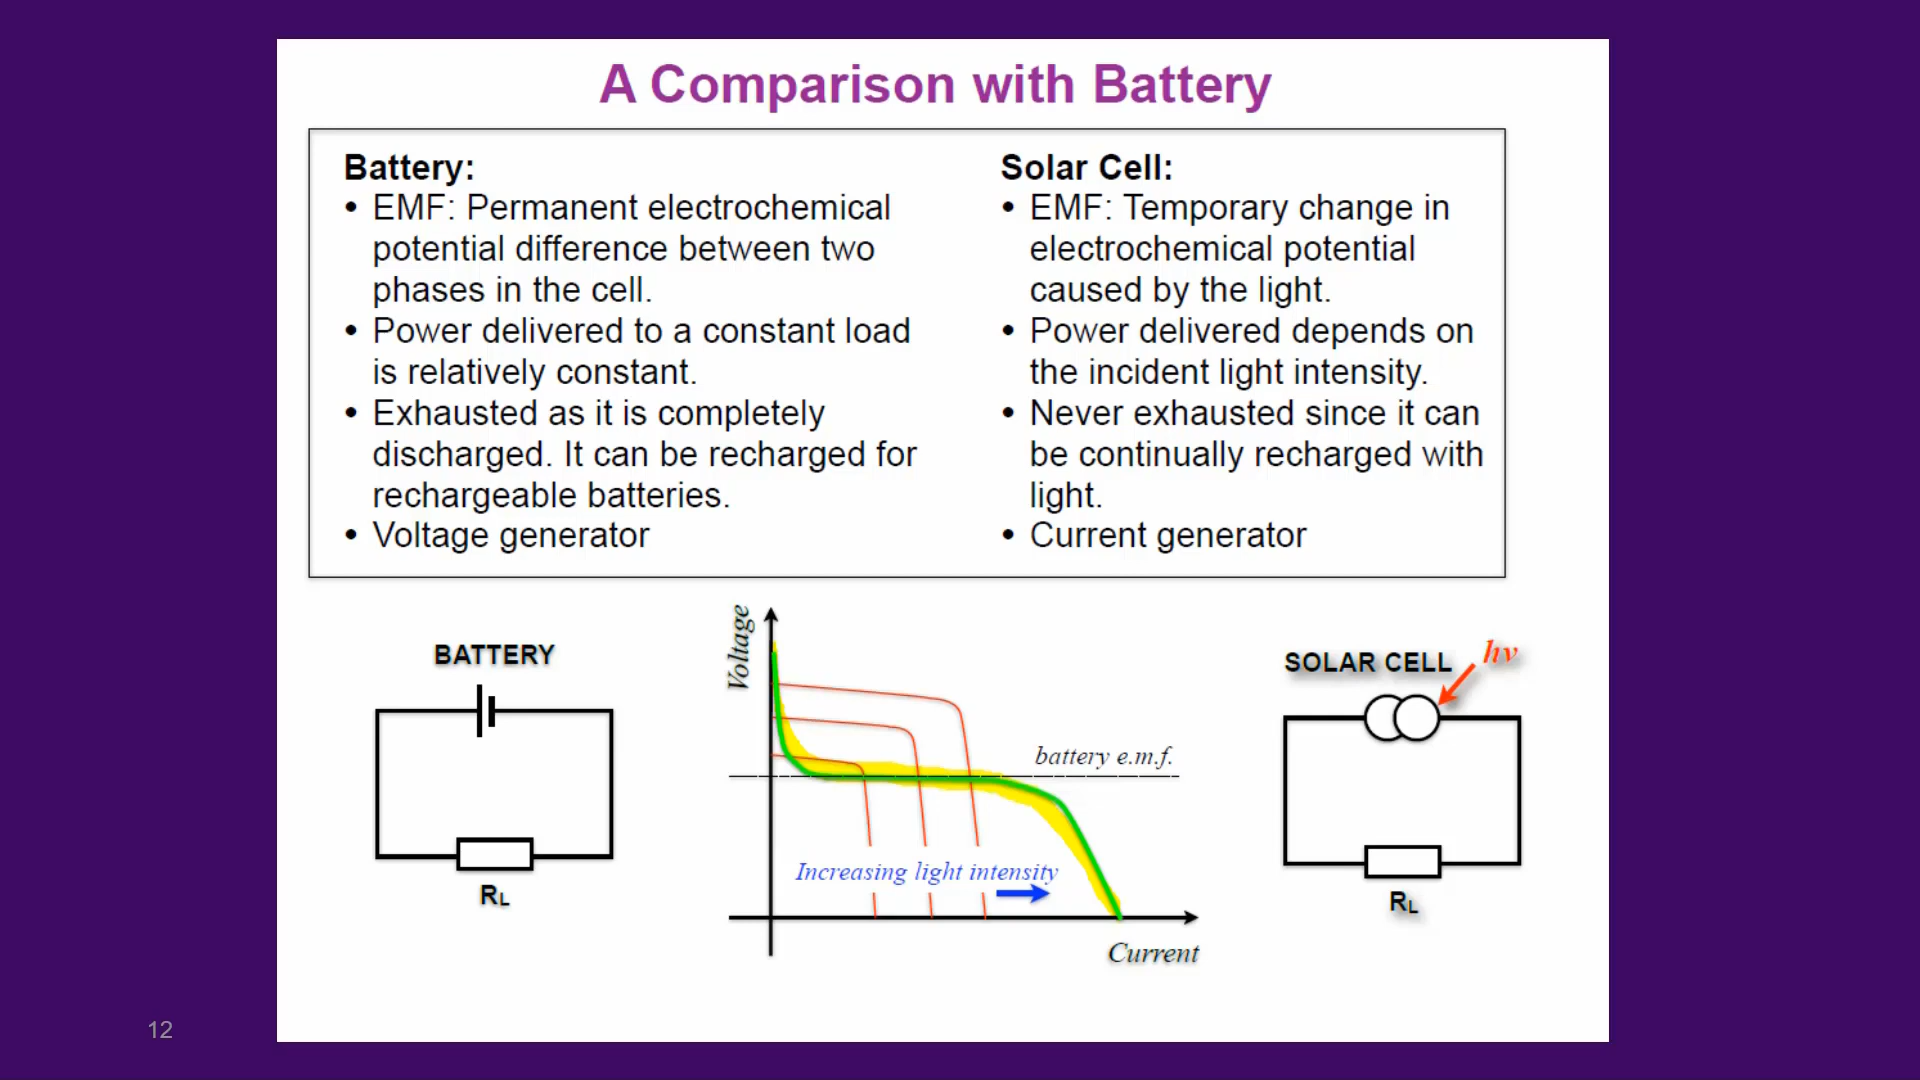 A Comparison with Battery
Battery:
• EMF: Permanent electrochemical
potential difference between two
phases in the cell.
• Power delivered to a constant load
is relatively constant.
• Exhausted as it is completely
discharged. It can be recharged for
rechargeable batteries.
• Voltage generator
Solar Cell:
• EMF: Temporary change in
electrochemical potential
caused by the light.
• Power delivered depends on
the incident light intensity.
• Never exhausted since it can
be continually recharged with
light.
• Current generator
BATTERY
RL
Voltage
battery e.m.f.
Increasing light intensity
Current
SOLAR CELL
hν
RL
12